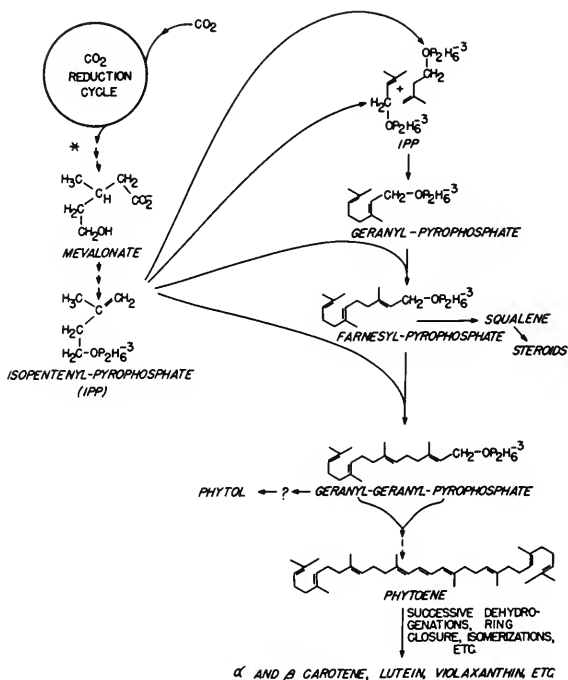 CO2
CO2
REDUCTION
CYCLE
*
H3C CH2
C CO2-
H
H2C
CH2OH
MEVALONATE
H3C CH2
C
CH2
H2C-OP2H6-3
ISOPENTENYL-PYROPHOSPHATE
(IPP)
OP2H6-3
H2C
+
H2C
OP2H6-3
IPP
CH2-OP2H6-3
GERANYL-PYROPHOSPHATE
CH2-OP2H6-3
FARNESYL-PYROPHOSPHATE
SQUALENE
STEROIDS
CH2-OP2H6-3
PHYTOL ? GERANYL-GERANYL-PYROPHOSPHATE
PHYTOENE
SUCCESSIVE DEHYDRO-
GENATIONS, RING
CLOSURE, ISOMERIZATIONS,
ETC.
α AND β CAROTENE, LUTEIN, VIOLAXANTHIN, ETC